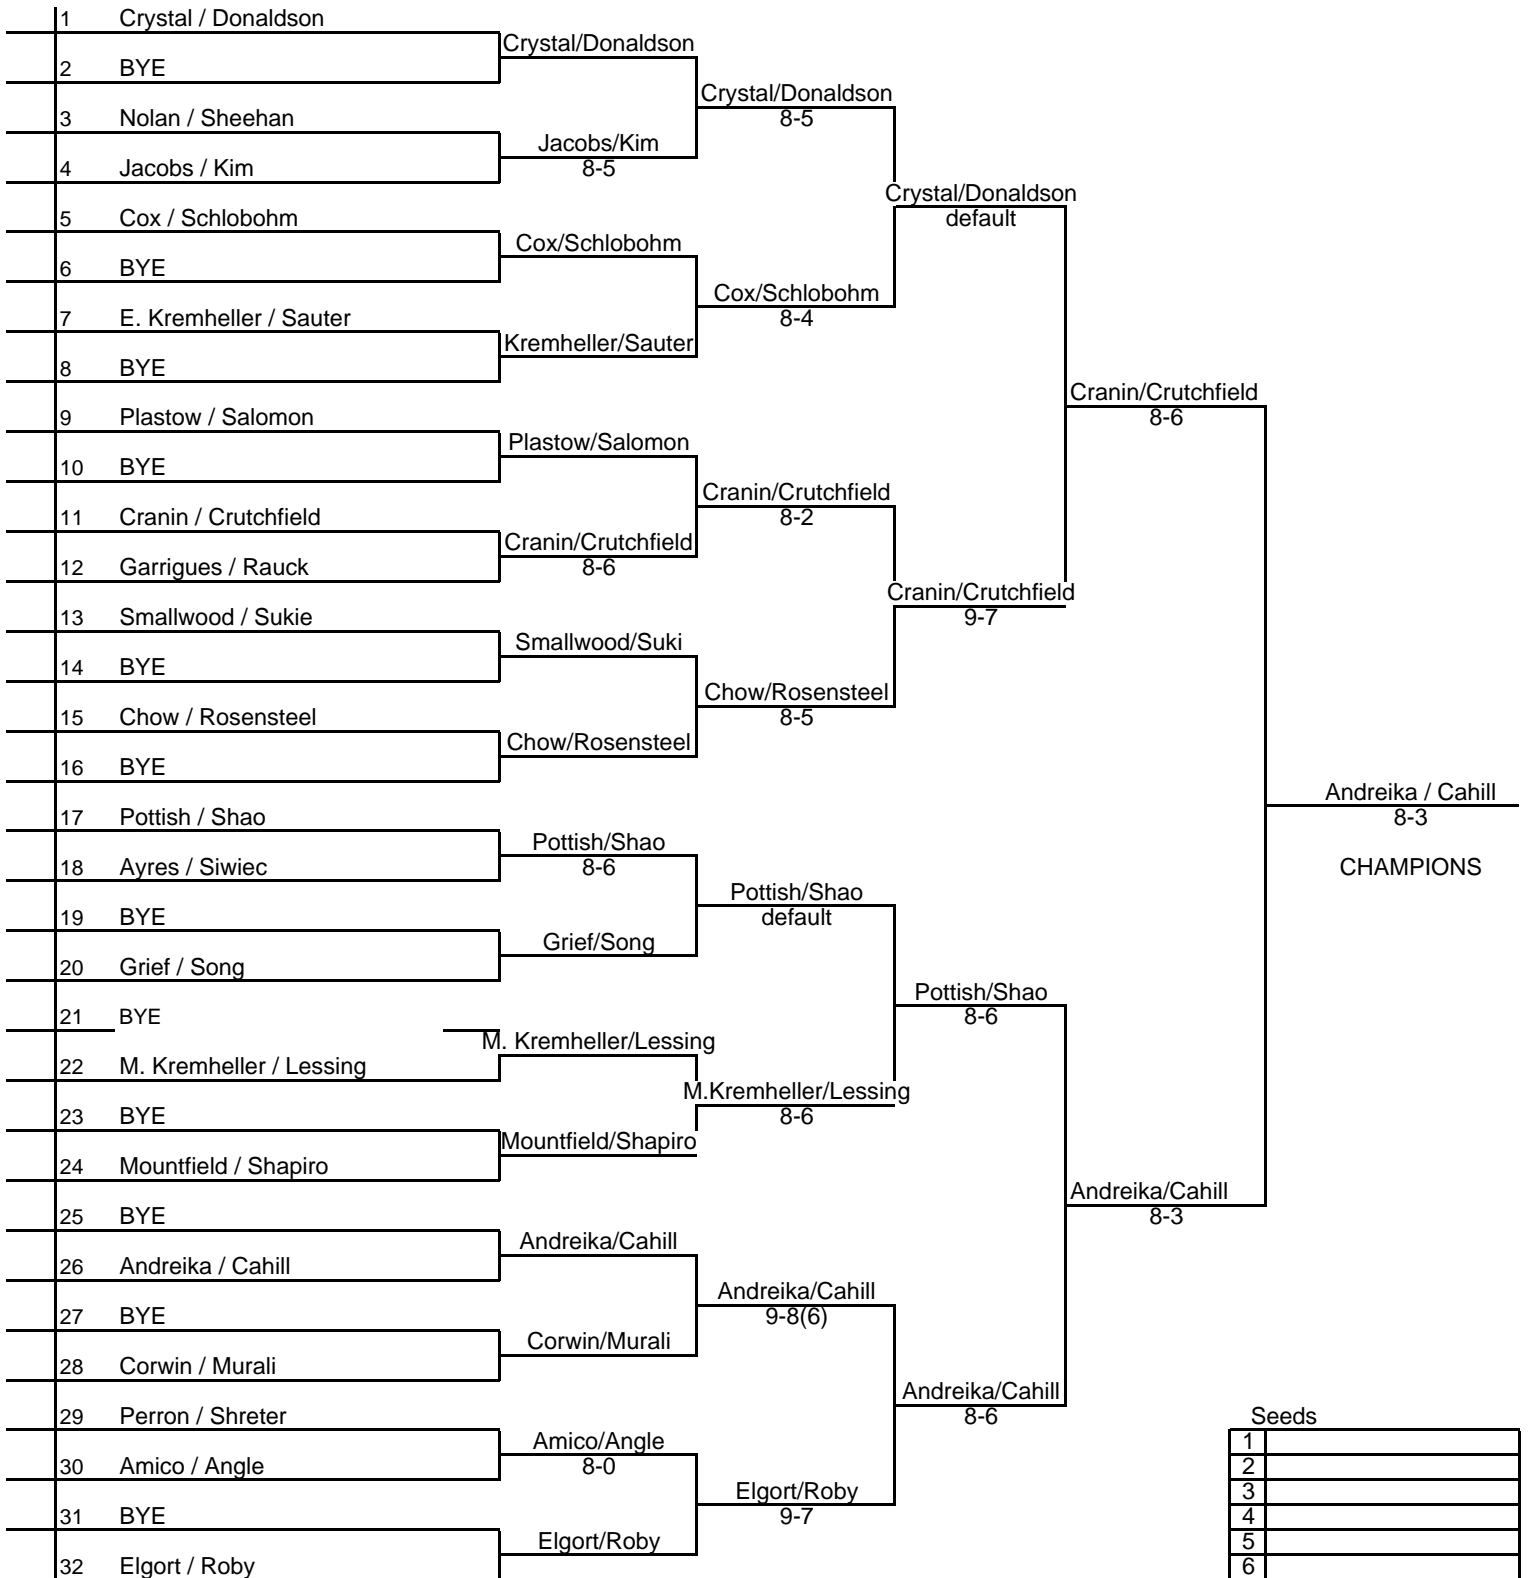 1 Crystal / Donaldson
Crystal/Donaldson
2 BYE
Crystal/Donaldson
8-5
3 Nolan / Sheehan
Jacobs/Kim
8-5
4 Jacobs / Kim
Crystal/Donaldson
default
5 Cox / Schlobohm
Cox/Schlobohm
6 BYE
Cox/Schlobohm
8-4
7 E. Kremheller / Sauter
Kremheller/Sauter
8 BYE
Cranin/Crutchfield
8-6
9 Plastow / Salomon
Plastow/Salomon
10 BYE
Cranin/Crutchfield
8-2
11 Cranin / Crutchfield
Cranin/Crutchfield
8-6
12 Garrigues / Rauck
Cranin/Crutchfield
9-7
13 Smallwood / Sukie
Smallwood/Suki
14 BYE
Chow/Rosensteel
8-5
15 Chow / Rosensteel
Chow/Rosensteel
16 BYE
Andreika / Cahill
8-3
CHAMPIONS
17 Pottish / Shao
Pottish/Shao
8-6
18 Ayres / Siwiec
Pottish/Shao
default
19 BYE
Grief/Song
20 Grief / Song
Pottish/Shao
8-6
21 BYE
M. Kremheller/Lessing
22 M. Kremheller / Lessing
M.Kremheller/Lessing
8-6
23 BYE
Mountfield/Shapiro
24 Mountfield / Shapiro
Andreika/Cahill
8-3
25 BYE
Andreika/Cahill
26 Andreika / Cahill
Andreika/Cahill
9-8(6)
27 BYE
Corwin/Murali
28 Corwin / Murali
Andreika/Cahill
8-6
29 Perron / Shreter
Amico/Angle
8-0
30 Amico / Angle
Elgort/Roby
9-7
31 BYE
Elgort/Roby
32 Elgort / Roby
Seeds
1
2
3
4
5
6